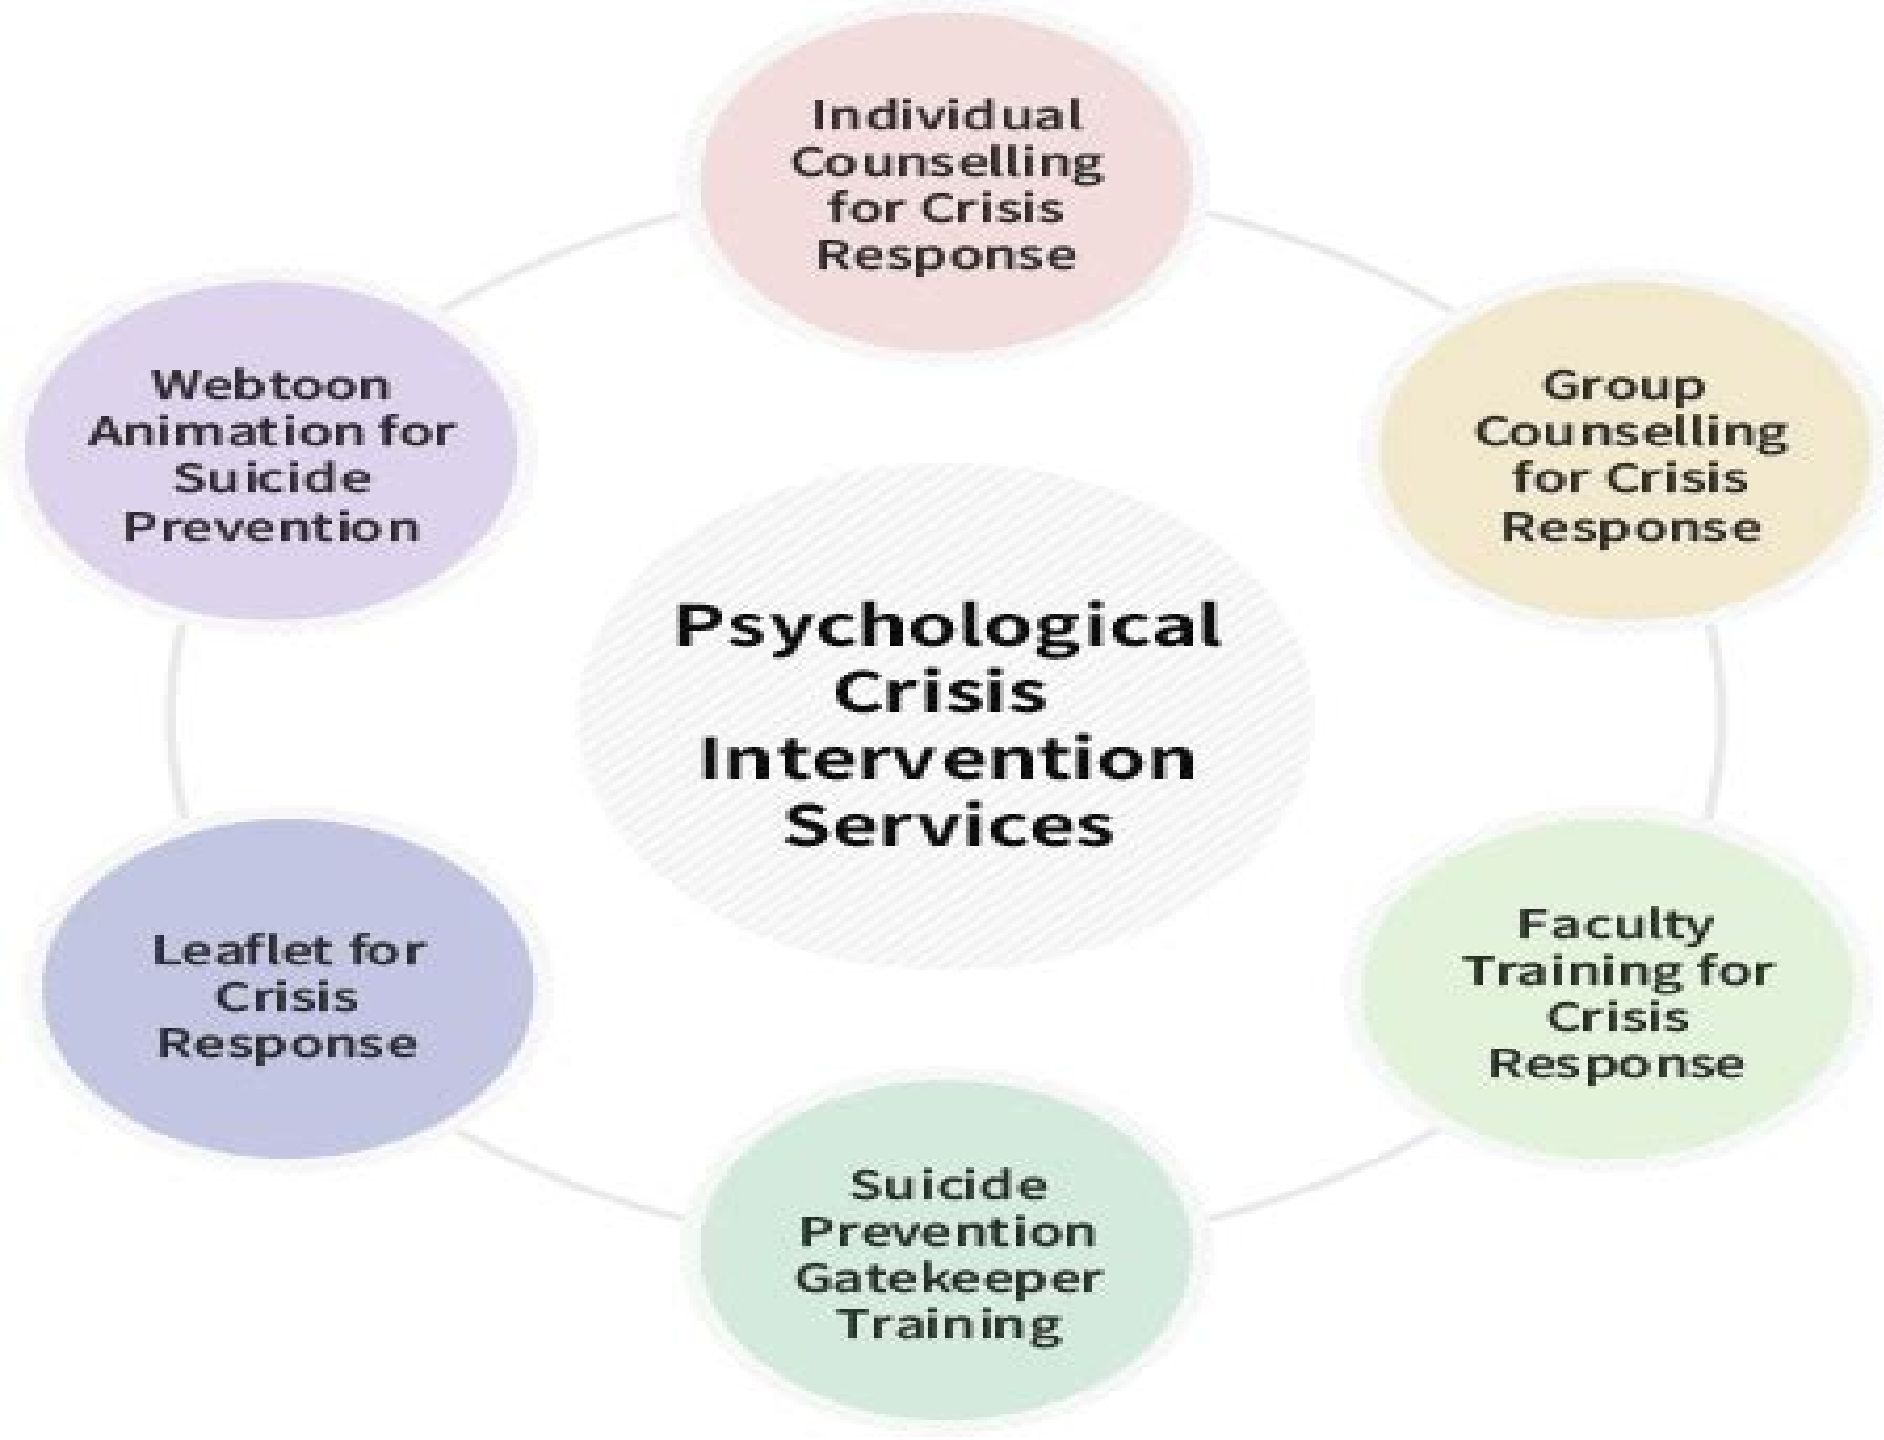 Individual
Counselling
for Crisis
Response
Group
Counselling
for Crisis
Response
Faculty
Training for
Crisis
Response
Suicide
Prevention
Gatekeeper
Training
Leaflet for
Crisis
Response
Webtoon
Animation for
Suicide
Prevention
Psychological
Crisis
Intervention
Services